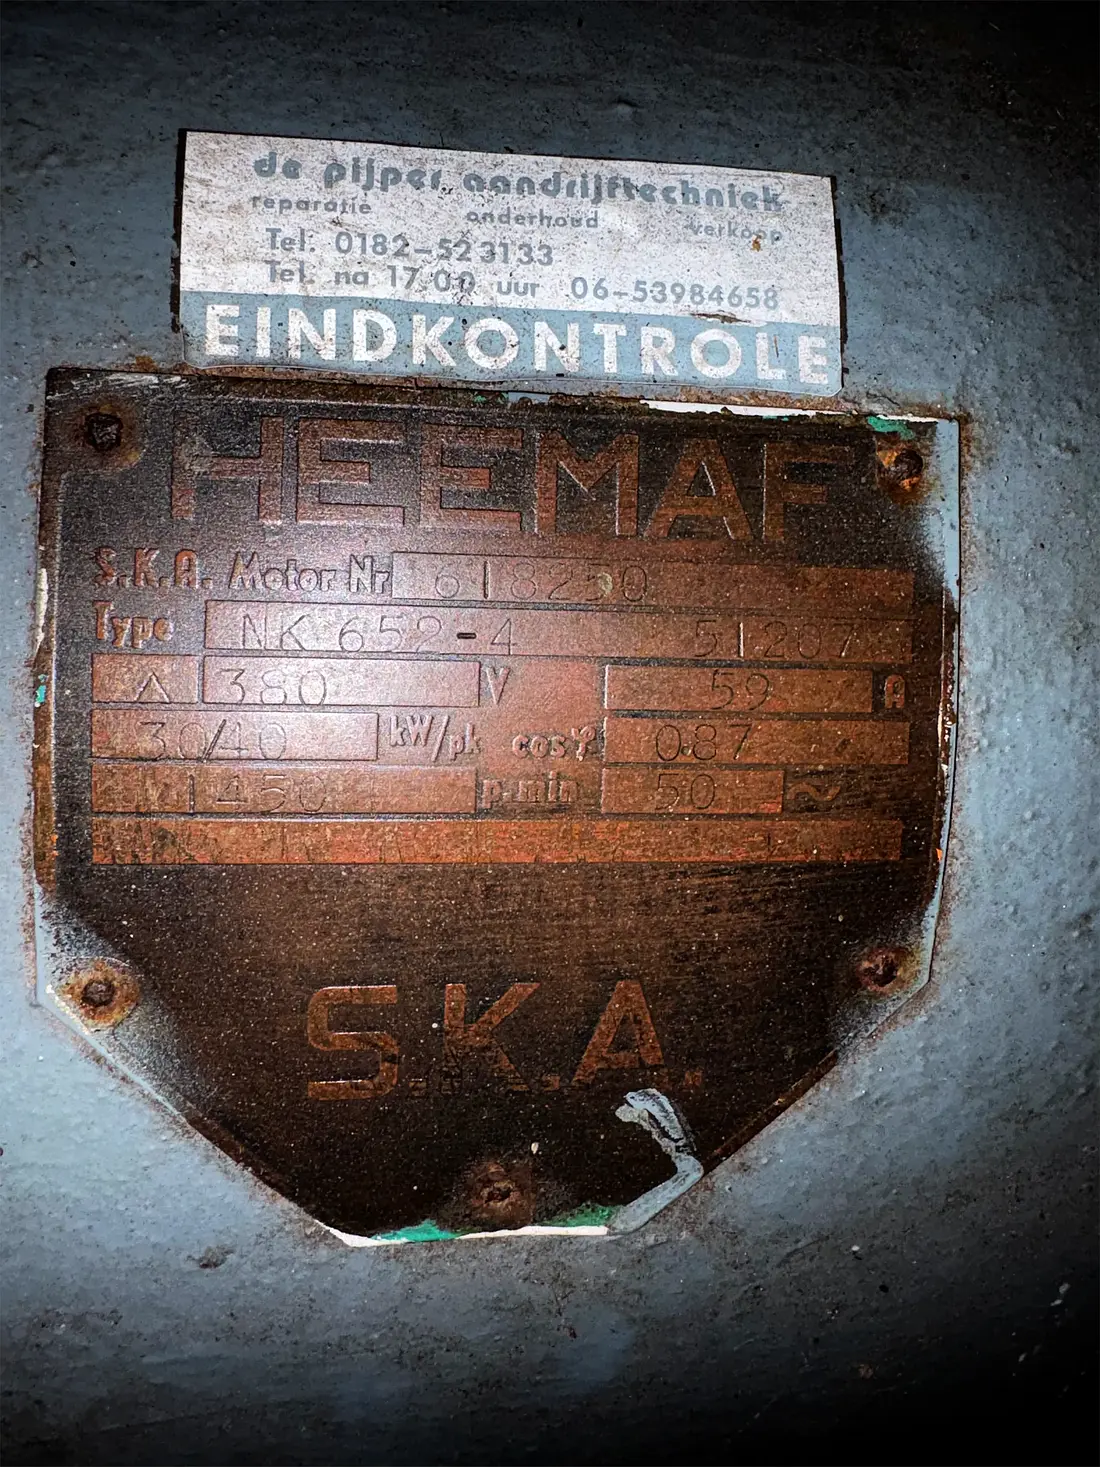 de pijper aandrijftechniek
reparatie onderhoud verkoop
Tel. 0182-523133
Tel. na 17.00 uur 06-53984658
EINDKONTROLE
HEEMAF
S.K.A. Motor Nr 618250
Type NK 652-4 51207
△ 380 V 59 A
30/40 kW/pk cosφ 0.87
1450 p.min 50 ~
S.K.A.